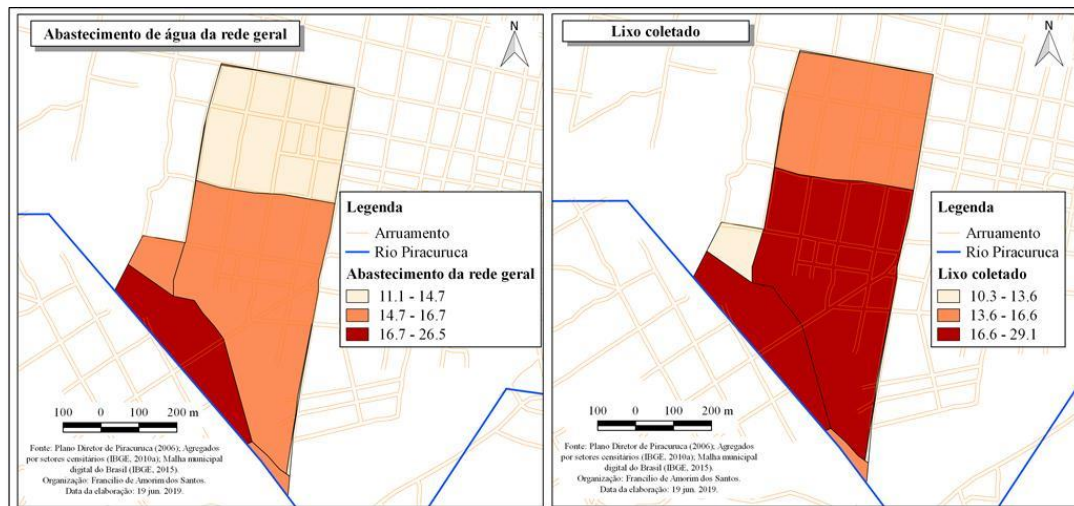 Abastecimento de água da rede geral
N
Legenda
Arruamento
Rio Piracuruca
Abastecimento da rede geral
11.1 - 14.7
14.7 - 16.7
16.7 - 26.5
100 0 100 200 m
Fonte: Plano Diretor de Piracuruca (2006); Agregados
por setores censitários (IBGE, 2010a); Malha municipal
digital do Brasil (IBGE, 2015).
Organização: Francílio de Amorim dos Santos.
Data da elaboração: 19 jun. 2019.
Lixo coletado
N
Legenda
Arruamento
Rio Piracuruca
Lixo coletado
10.3 - 13.6
13.6 - 16.6
16.6 - 29.1
100 0 100 200 m
Fonte: Plano Diretor de Piracuruca (2006); Agregados
por setores censitários (IBGE, 2010a); Malha municipal
digital do Brasil (IBGE, 2015).
Organização: Francílio de Amorim dos Santos.
Data da elaboração: 19 jun. 2019.